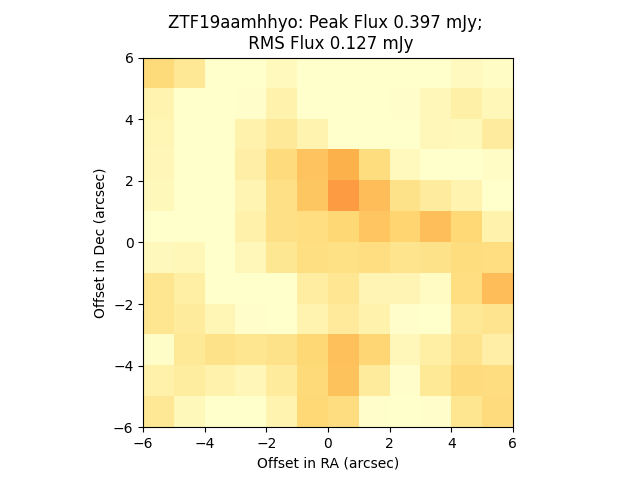 ZTF19aamhhyo: Peak Flux 0.397 mJy;
RMS Flux 0.127 mJy
6
4
2
0
−2
−4
−6
Offset in Dec (arcsec)
−6 −4 −2 0 2 4 6
Offset in RA (arcsec)